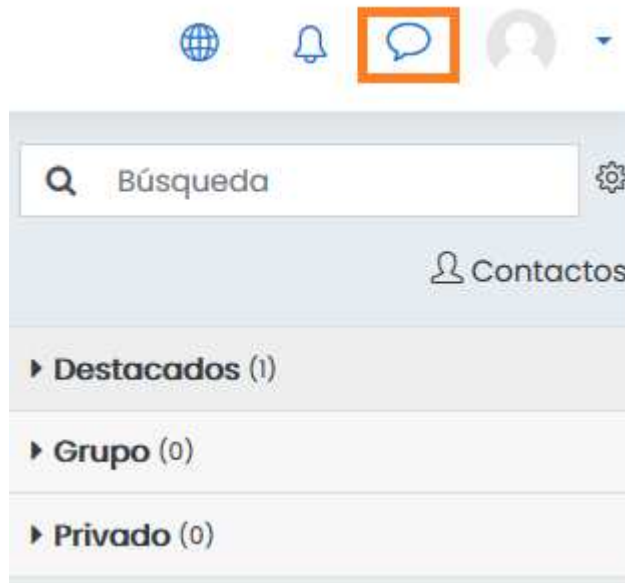 Búsqueda
Contactos
Destacados (1)
Grupo (0)
Privado (0)